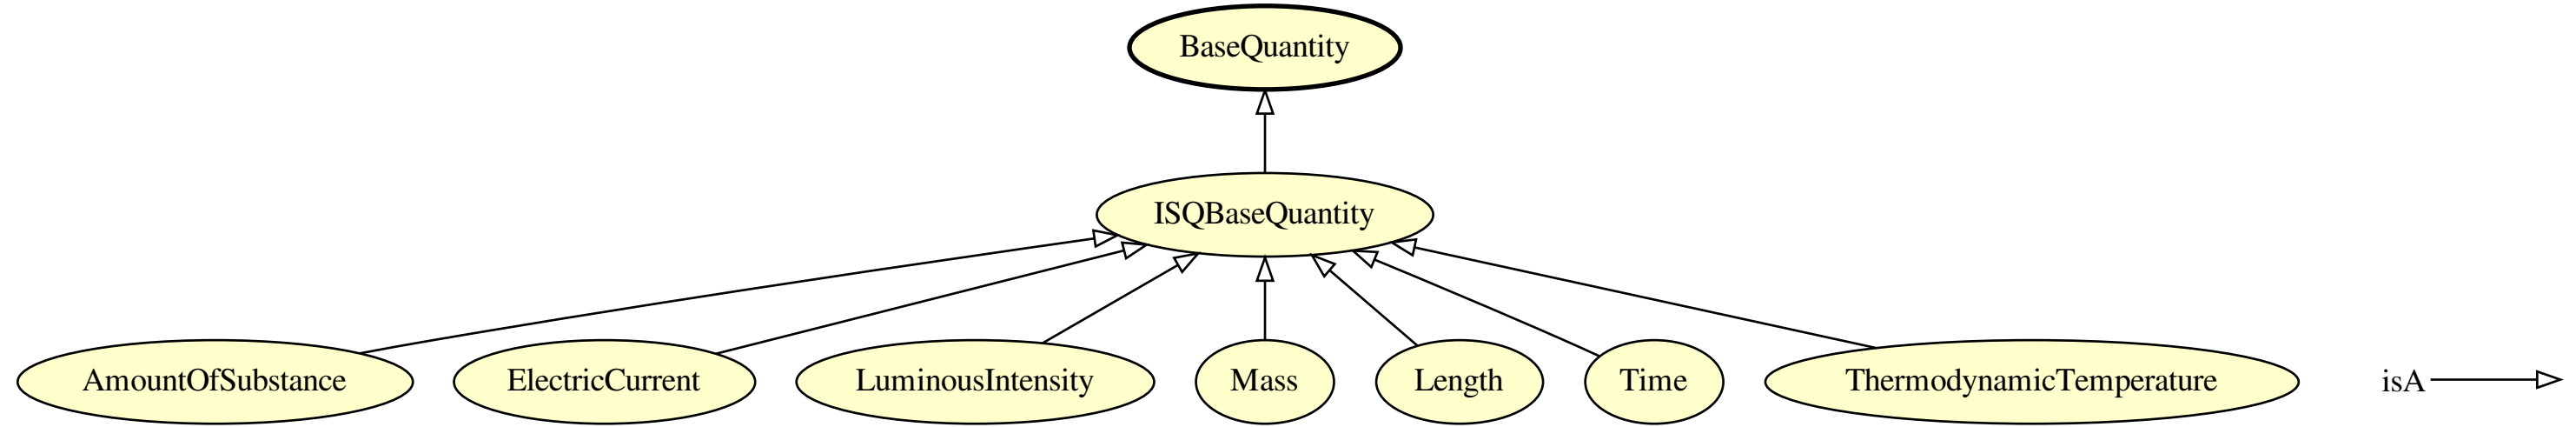 BaseQuantity
ISQBaseQuantity
AmountOfSubstance
ElectricCurrent
LuminousIntensity
Mass
Length
Time
ThermodynamicTemperature
isA